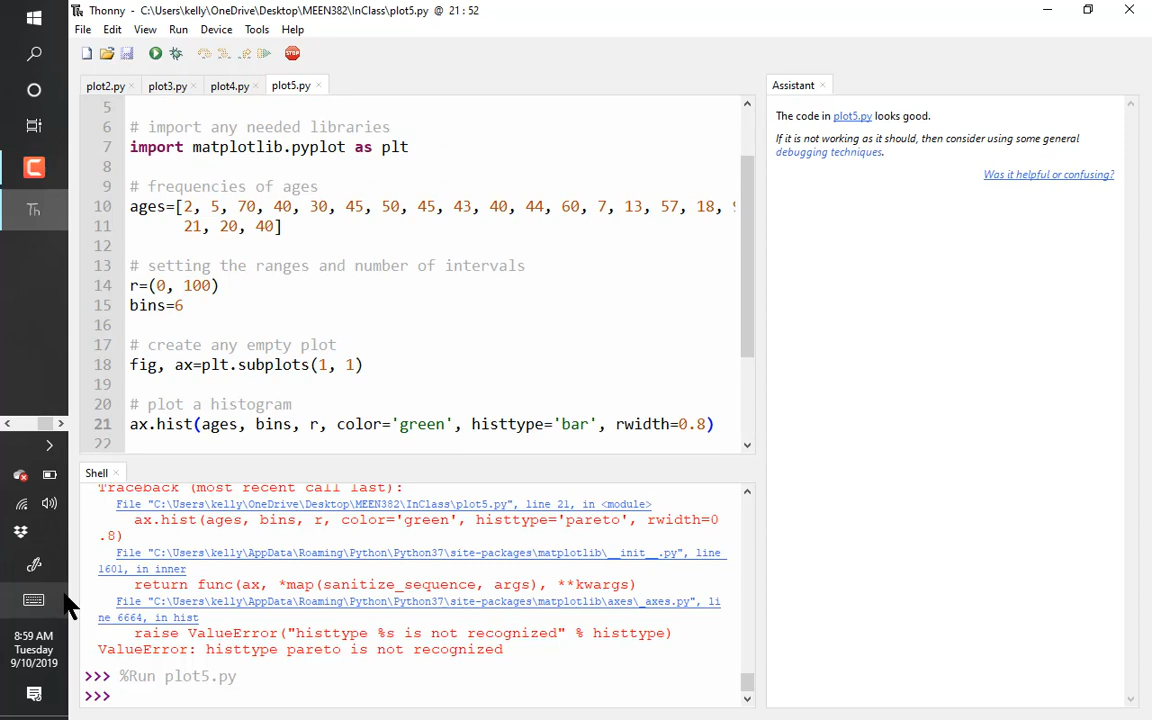 Thonny - C:\Users\kelly\OneDrive\Desktop\MEEN382\InClass\plot5.py @ 21 : 52
File Edit View Run Device Tools Help
STOP
plot2.py plot3.py plot4.py plot5.py
5
6 # import any needed libraries
7 import matplotlib.pyplot as plt
8
9 # frequencies of ages
10 ages=[2, 5, 70, 40, 30, 45, 50, 45, 43, 40, 44, 60, 7, 13, 57, 18,
11 21, 20, 40]
12
13 # setting the ranges and number of intervals
14 r=(0, 100)
15 bins=6
16
17 # create any empty plot
18 fig, ax=plt.subplots(1, 1)
19
20 # plot a histogram
21 ax.hist(ages, bins, r, color='green', histtype='bar', rwidth=0.8)
22
Shell
Traceback (most recent call last):
File "C:\Users\kelly\OneDrive\Desktop\MEEN382\InClass\plot5.py", line 21, in <module>
ax.hist(ages, bins, r, color='green', histtype='pareto', rwidth=0
.8)
File "C:\Users\kelly\AppData\Roaming\Python\Python37\site-packages\matplotlib\__init__.py", line
1601, in inner
return func(ax, *map(sanitize_sequence, args), **kwargs)
File "C:\Users\kelly\AppData\Roaming\Python\Python37\site-packages\matplotlib\axes\_axes.py", li
ne 6664, in hist
raise ValueError("histtype %s is not recognized" % histtype)
ValueError: histtype pareto is not recognized
>>> %Run plot5.py
>>>
Assistant
The code in plot5.py looks good.
If it is not working as it should, then consider using some general
debugging techniques.
Was it helpful or confusing?
Th
8:59 AM
Tuesday
9/10/2019